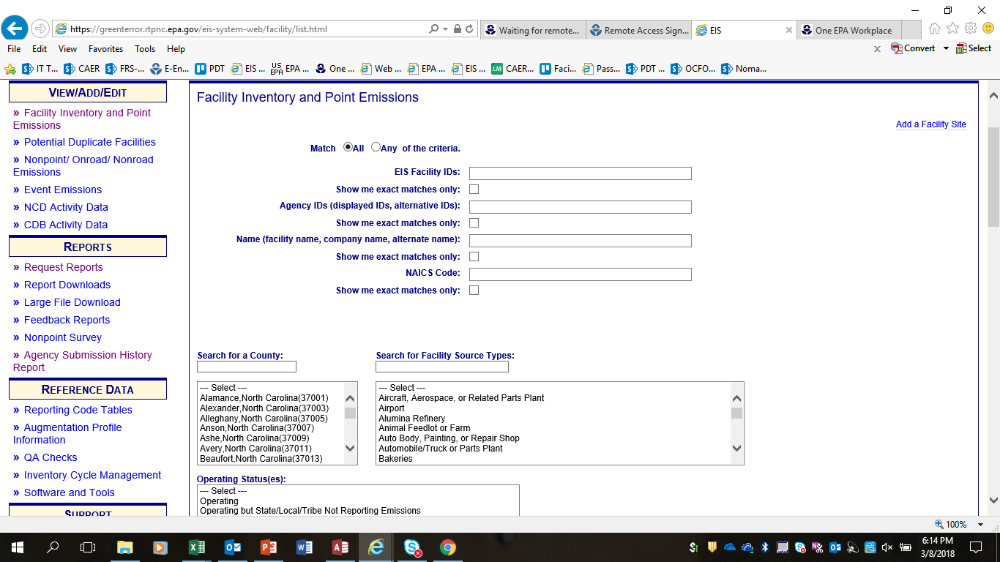 https://greenterror.rtpnc.epa.gov/eis-system-web/facility/list.html
Waiting for remote...
Remote Access Sign...
EIS
One EPA Workplace
File Edit View Favorites Tools Help
Convert
Select
IT T...
CAER
FRS-...
E-En...
PDT
EIS ...
US EPA
EPA ...
One ...
Web ...
EPA ...
EIS ...
LM CAER...
Faci...
Pass...
PDT ...
OCFO...
Noma...
VIEW/ADD/EDIT
» Facility Inventory and Point
Emissions
» Potential Duplicate Facilities
» Nonpoint/ Onroad/ Nonroad
Emissions
» Event Emissions
» NCD Activity Data
» CDB Activity Data
REPORTS
» Request Reports
» Report Downloads
» Large File Download
» Feedback Reports
» Nonpoint Survey
» Agency Submission History
Report
REFERENCE DATA
» Reporting Code Tables
» Augmentation Profile
Information
» QA Checks
» Inventory Cycle Management
» Software and Tools
SUPPORT
Facility Inventory and Point Emissions
Add a Facility Site
Match All Any of the criteria.
EIS Facility IDs:
Show me exact matches only:
Agency IDs (displayed IDs, alternative IDs):
Show me exact matches only:
Name (facility name, company name, alternate name):
Show me exact matches only:
NAICS Code:
Show me exact matches only:
Search for a County:
--- Select ---
Alamance,North Carolina(37001)
Alexander,North Carolina(37003)
Alleghany,North Carolina(37005)
Anson,North Carolina(37007)
Ashe,North Carolina(37009)
Avery,North Carolina(37011)
Beaufort,North Carolina(37013)
Search for Facility Source Types:
--- Select ---
Aircraft, Aerospace, or Related Parts Plant
Airport
Alumina Refinery
Animal Feedlot or Farm
Auto Body, Painting, or Repair Shop
Automobile/Truck or Parts Plant
Bakeries
Operating Status(es):
--- Select ---
Operating
Operating but State/Local/Tribe Not Reporting Emissions
100%
6:14 PM
3/8/2018